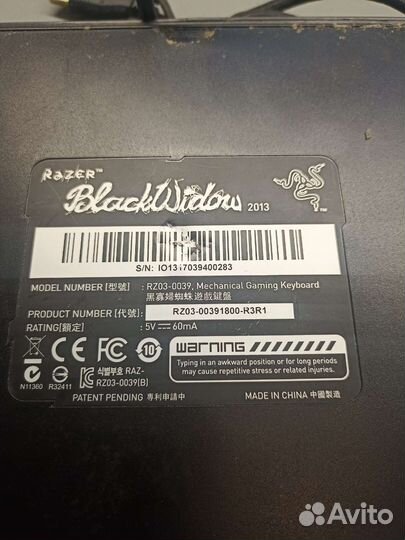 RAZER™
BlackWidow 2013
S/N: IO1347039400283
MODEL NUMBER [型號] : RZ03-0039, Mechanical Gaming Keyboard
黑寡婦蜘蛛遊戲鍵盤
PRODUCT NUMBER [代號]: RZ03-00391800-R3R1
RATING[額定] : 5V 60mA
WARNING
Typing in an awkward position or for long periods
may cause repetitive stress or related injuries.
CE FC 10
식별부호 RAZ-
RZ03-0039(B)
N11360 R32411
PATENT PENDING 專利申請中
MADE IN CHINA 中國製造
Avito